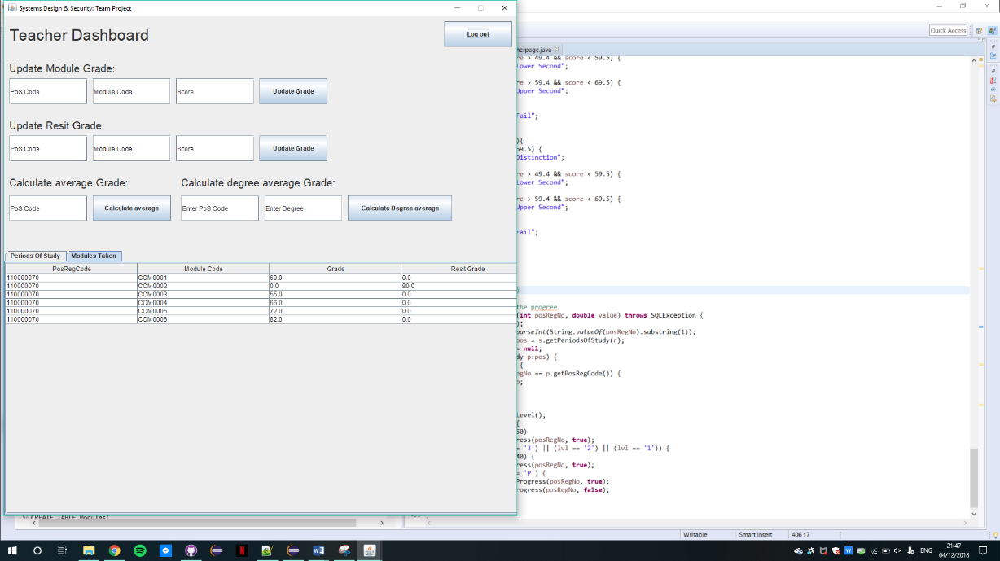 Systems Design & Security: Team Project
Teacher Dashboard
Log out
Update Module Grade:
PoS Code
Module Code
Score
Update Grade
Update Resit Grade:
PoS Code
Module Code
Score
Update Grade
Calculate average Grade:
Calculate degree average Grade:
PoS Code
Calculate average
Enter PoS Code
Enter Degree
Calculate Degree average
Periods Of Study
Modules Taken
PosRegCode Module Code Grade Resit Grade
110000070 COM0001 60.0 0.0
110000070 COM0002 0.0 80.0
110000070 COM0003 55.0 0.0
110000070 COM0004 66.0 0.0
110000070 COM0005 72.0 0.0
110000070 COM0006 82.0 0.0
Quick Access
herpage.java
re > 49.4 && score < 59.5) {
Lower Second";
re > 59.4 && score < 69.5) {
Upper Second";
Fail";
){
69.5) {
Distinction";
re > 49.4 && score < 59.5) {
Lower Second";
re > 59.4 && score < 69.5) {
Upper Second";
Fail";
)
the progree
(int posRegNo, double value) throws SQLException {
);
parseInt(String.valueOf(posRegNo).substring(1));
pos = s.getPeriodsOfStudy(r);
= null;
dy p:pos) {
{
egNo == p.getPosRegCode()) {
;
Level();
{
50)
ress(posRegNo, true);
= '3') || (lvl == '2') || (lvl == '1')) {
40) {
ress(posRegNo, true);
= 'P') {
Progress(posRegNo, true);
rogress(posRegNo, false);
CREATE TABLE Modules(
Writable
Smart Insert
406 : 7
ENG
21:47
04/12/2018